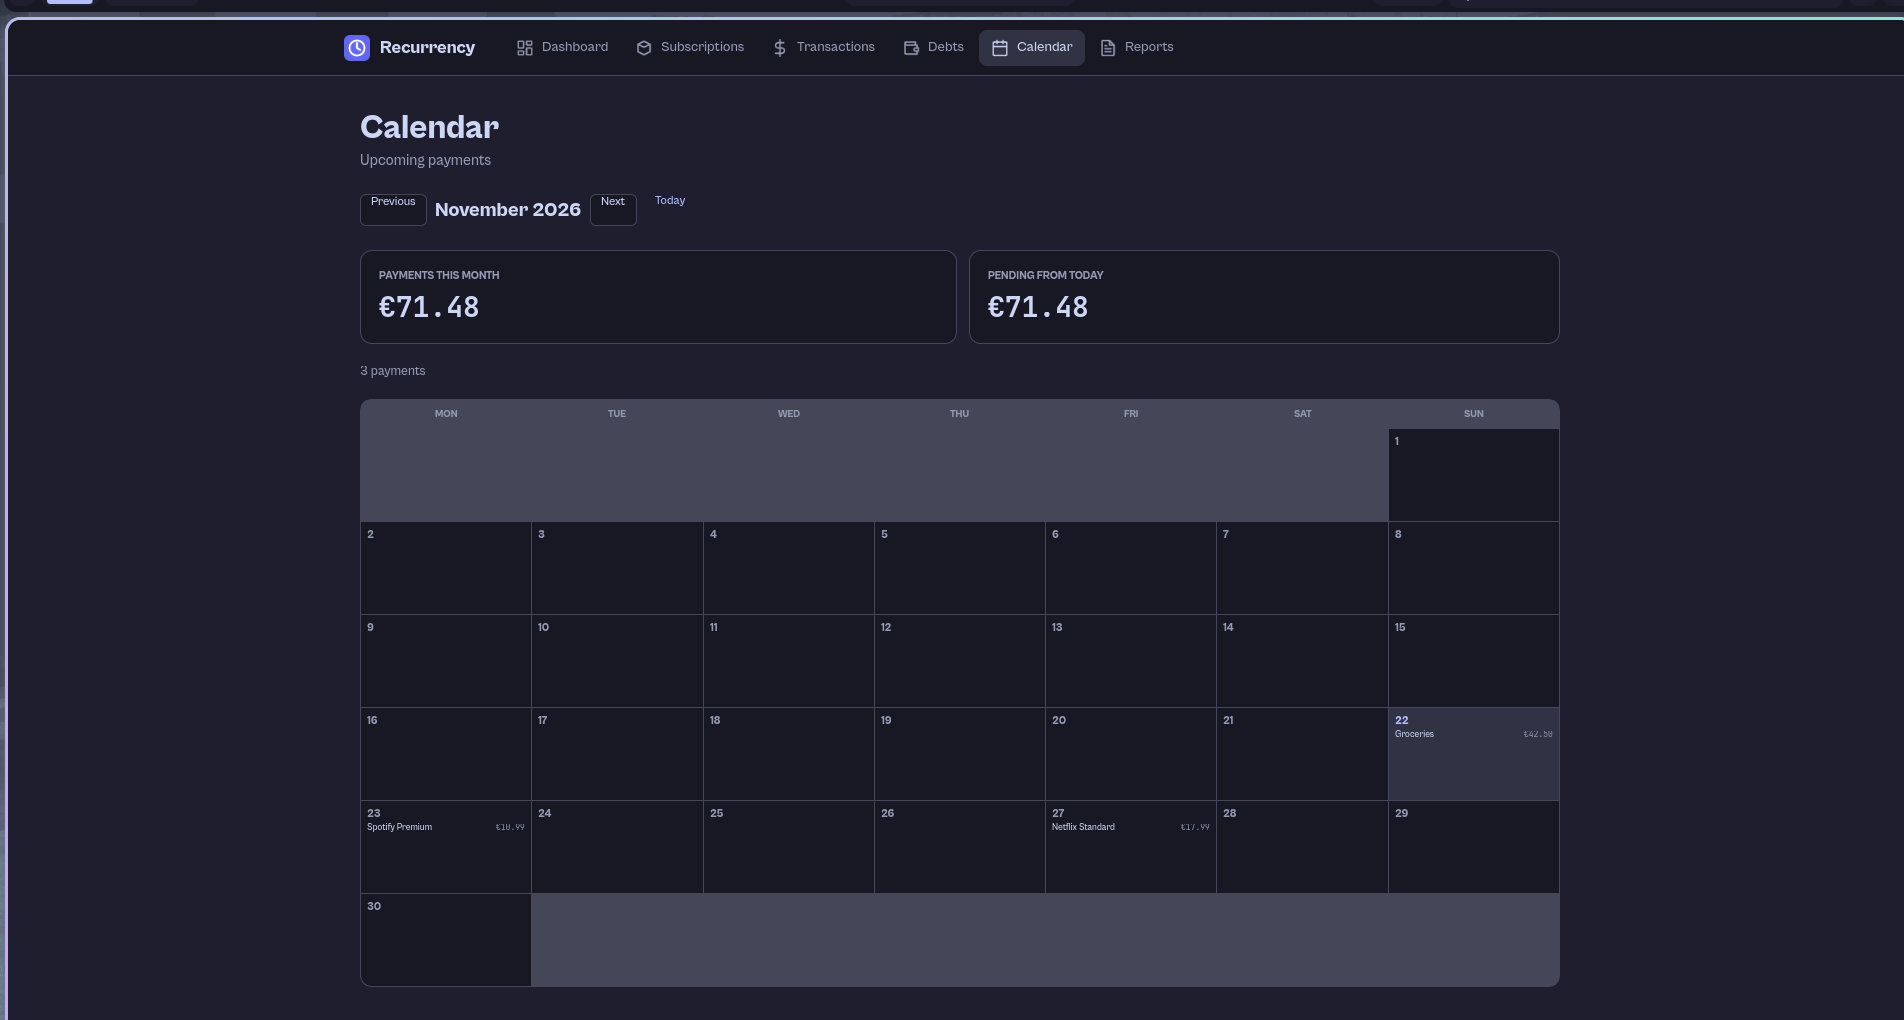 Recurrency
Dashboard
Subscriptions
Transactions
Debts
Calendar
Reports
Calendar
Upcoming payments
Previous
November 2026
Next
Today
PAYMENTS THIS MONTH
€71.48
PENDING FROM TODAY
€71.48
3 payments
MON TUE WED THU FRI SAT SUN
1
2 3 4 5 6 7 8
9 10 11 12 13 14 15
16 17 18 19 20 21 22
Groceries €42.50
23 24 25 26 27 28 29
Spotify Premium €10.99 Netflix Standard €17.99
30